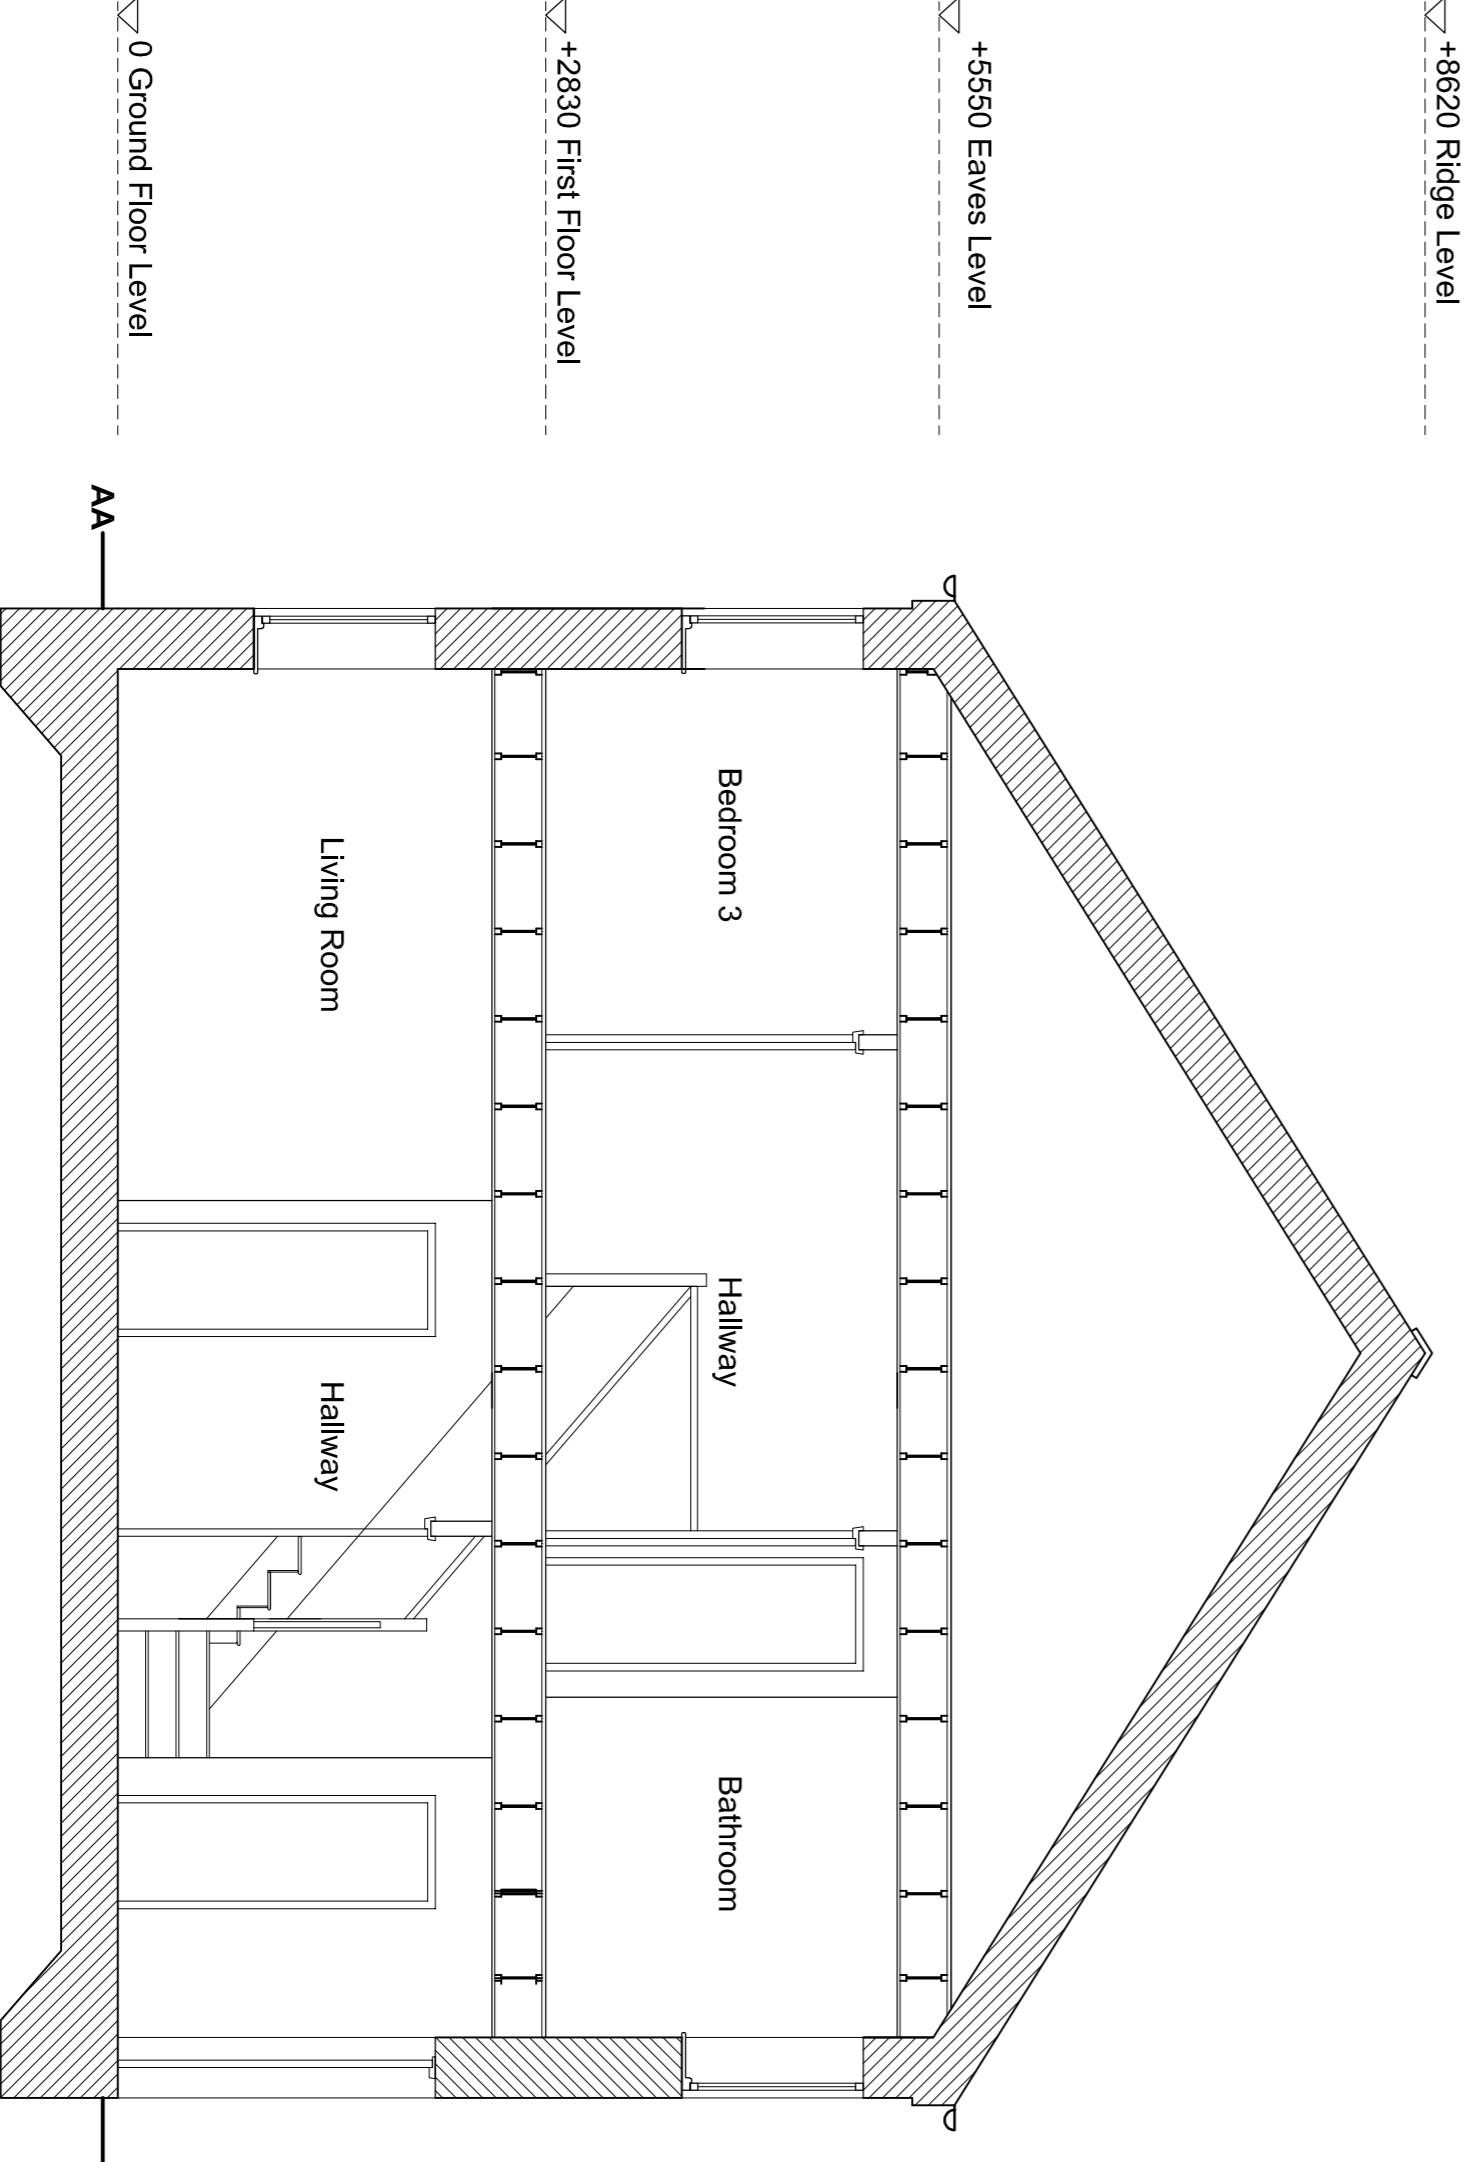 +8620 Ridge Level
+5550 Eaves Level
+2830 First Floor Level
0 Ground Floor Level
AA
Bedroom 3
Hallway
Bathroom
Living Room
Hallway